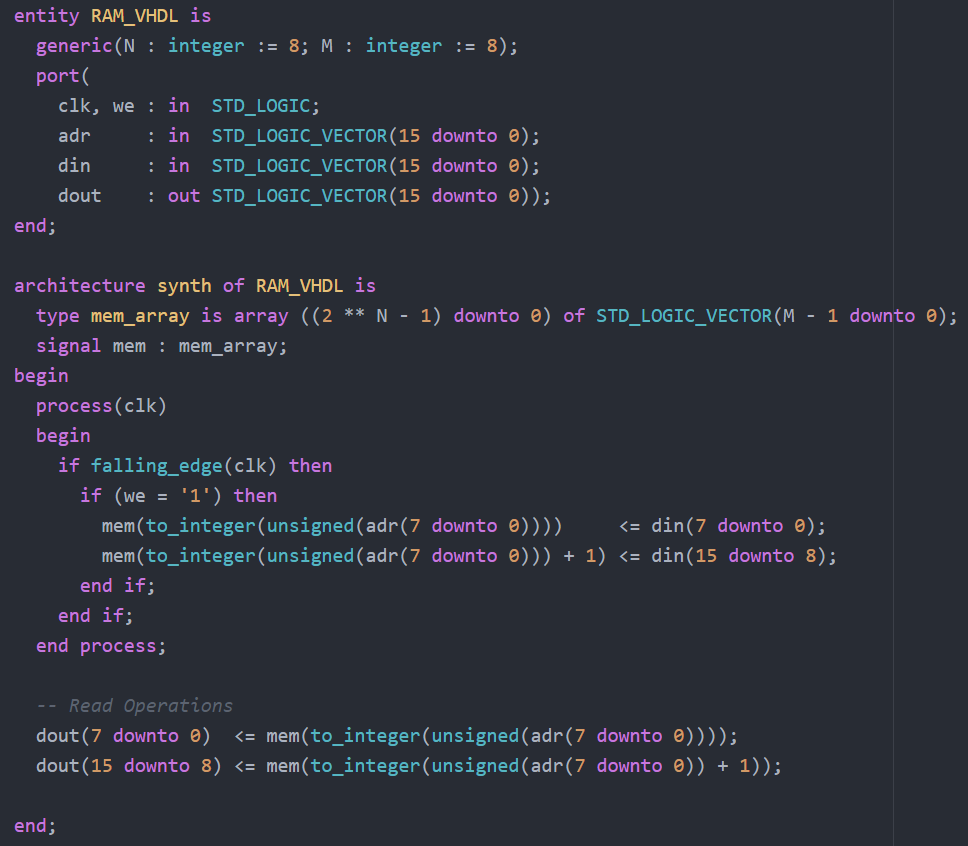 entity RAM_VHDL is
  generic(N : integer := 8; M : integer := 8);
  port(
    clk, we : in  STD_LOGIC;
    adr     : in  STD_LOGIC_VECTOR(15 downto 0);
    din     : in  STD_LOGIC_VECTOR(15 downto 0);
    dout    : out STD_LOGIC_VECTOR(15 downto 0));
end;

architecture synth of RAM_VHDL is
  type mem_array is array ((2 ** N - 1) downto 0) of STD_LOGIC_VECTOR(M - 1 downto 0);
  signal mem : mem_array;
begin
  process(clk)
  begin
    if falling_edge(clk) then
      if (we = '1') then
        mem(to_integer(unsigned(adr(7 downto 0))))     <= din(7 downto 0);
        mem(to_integer(unsigned(adr(7 downto 0))) + 1) <= din(15 downto 8);
      end if;
    end if;
  end process;

  -- Read Operations
  dout(7 downto 0)  <= mem(to_integer(unsigned(adr(7 downto 0))));
  dout(15 downto 8) <= mem(to_integer(unsigned(adr(7 downto 0)) + 1));

end;